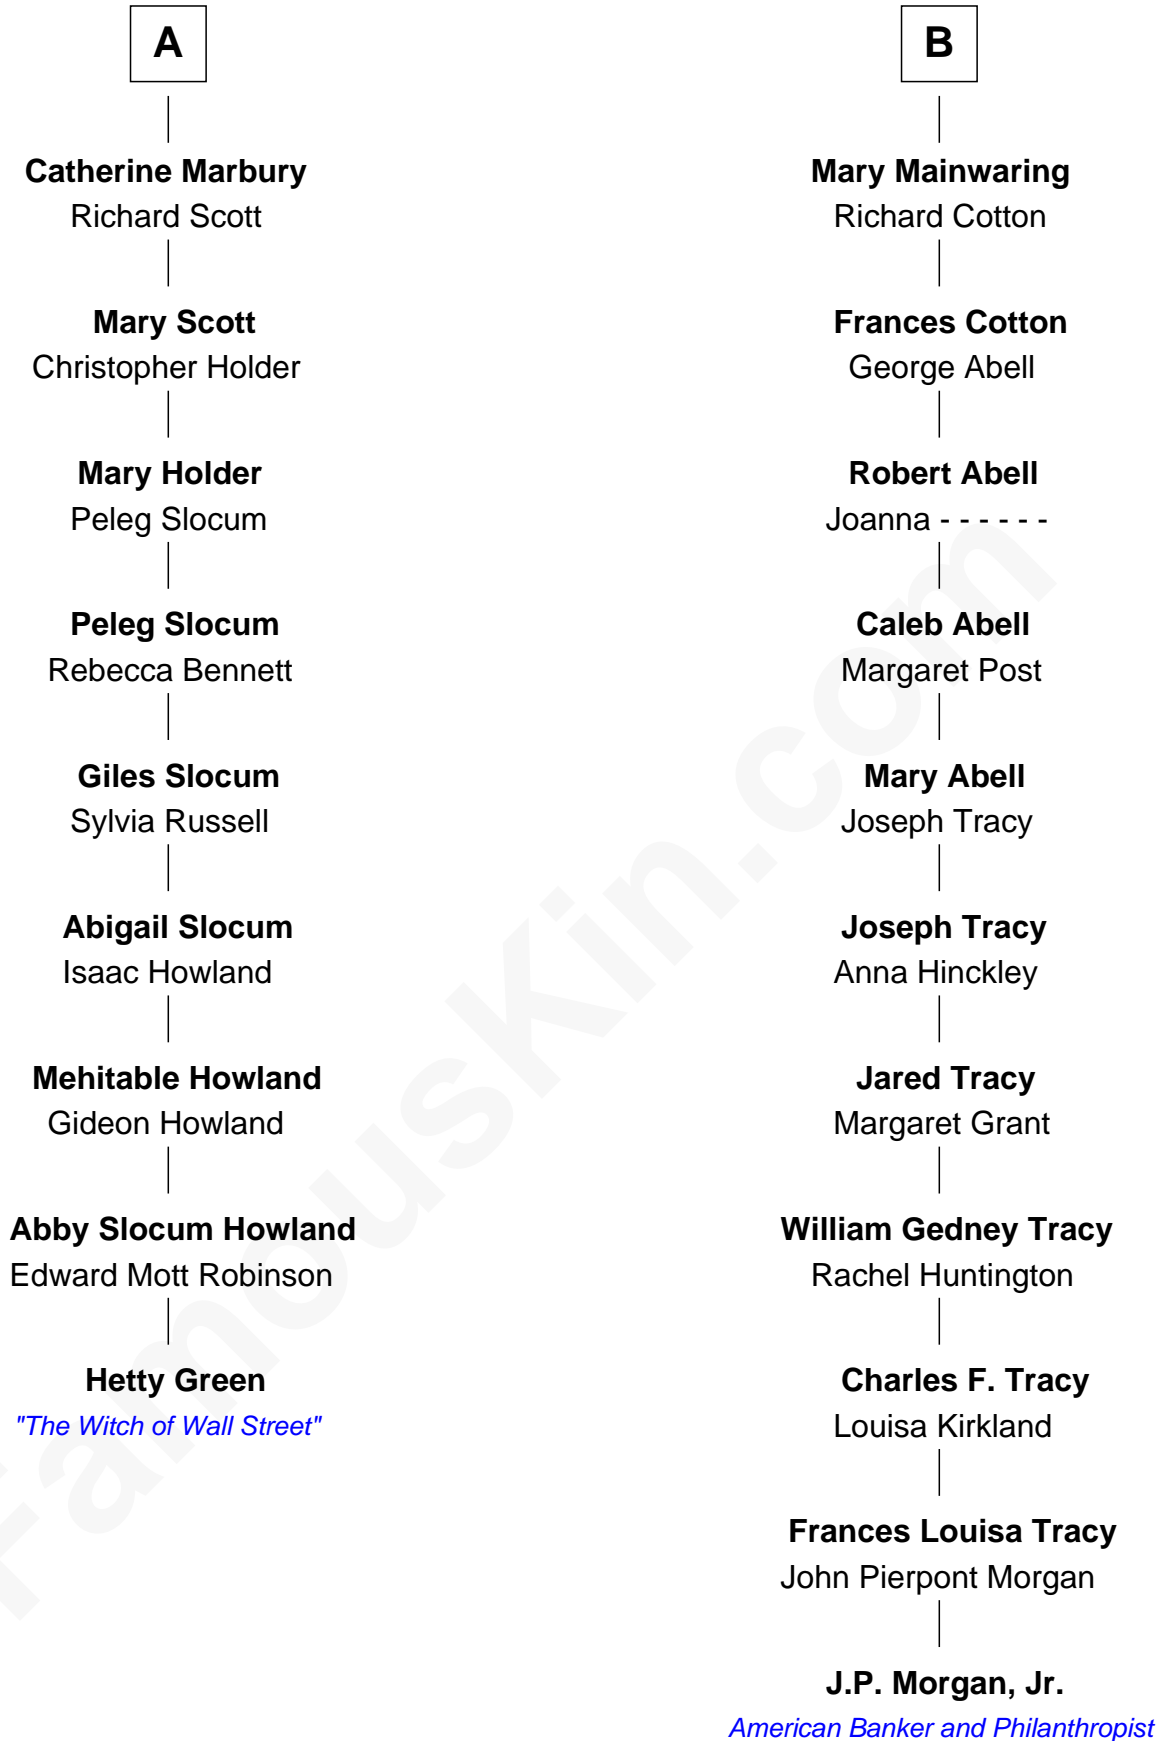 A
Catherine Marbury
Richard Scott
Mary Scott
Christopher Holder
Mary Holder
Peleg Slocum
Peleg Slocum
Rebecca Bennett
Giles Slocum
Sylvia Russell
Abigail Slocum
Isaac Howland
Mehitable Howland
Gideon Howland
Abby Slocum Howland
Edward Mott Robinson
Hetty Green
"The Witch of Wall Street"
B
Mary Mainwaring
Richard Cotton
Frances Cotton
George Abell
Robert Abell
Joanna - - - - - -
Caleb Abell
Margaret Post
Mary Abell
Joseph Tracy
Joseph Tracy
Anna Hinckley
Jared Tracy
Margaret Grant
William Gedney Tracy
Rachel Huntington
Charles F. Tracy
Louisa Kirkland
Frances Louisa Tracy
John Pierpont Morgan
J.P. Morgan, Jr.
American Banker and Philanthropist
FamousKin.com